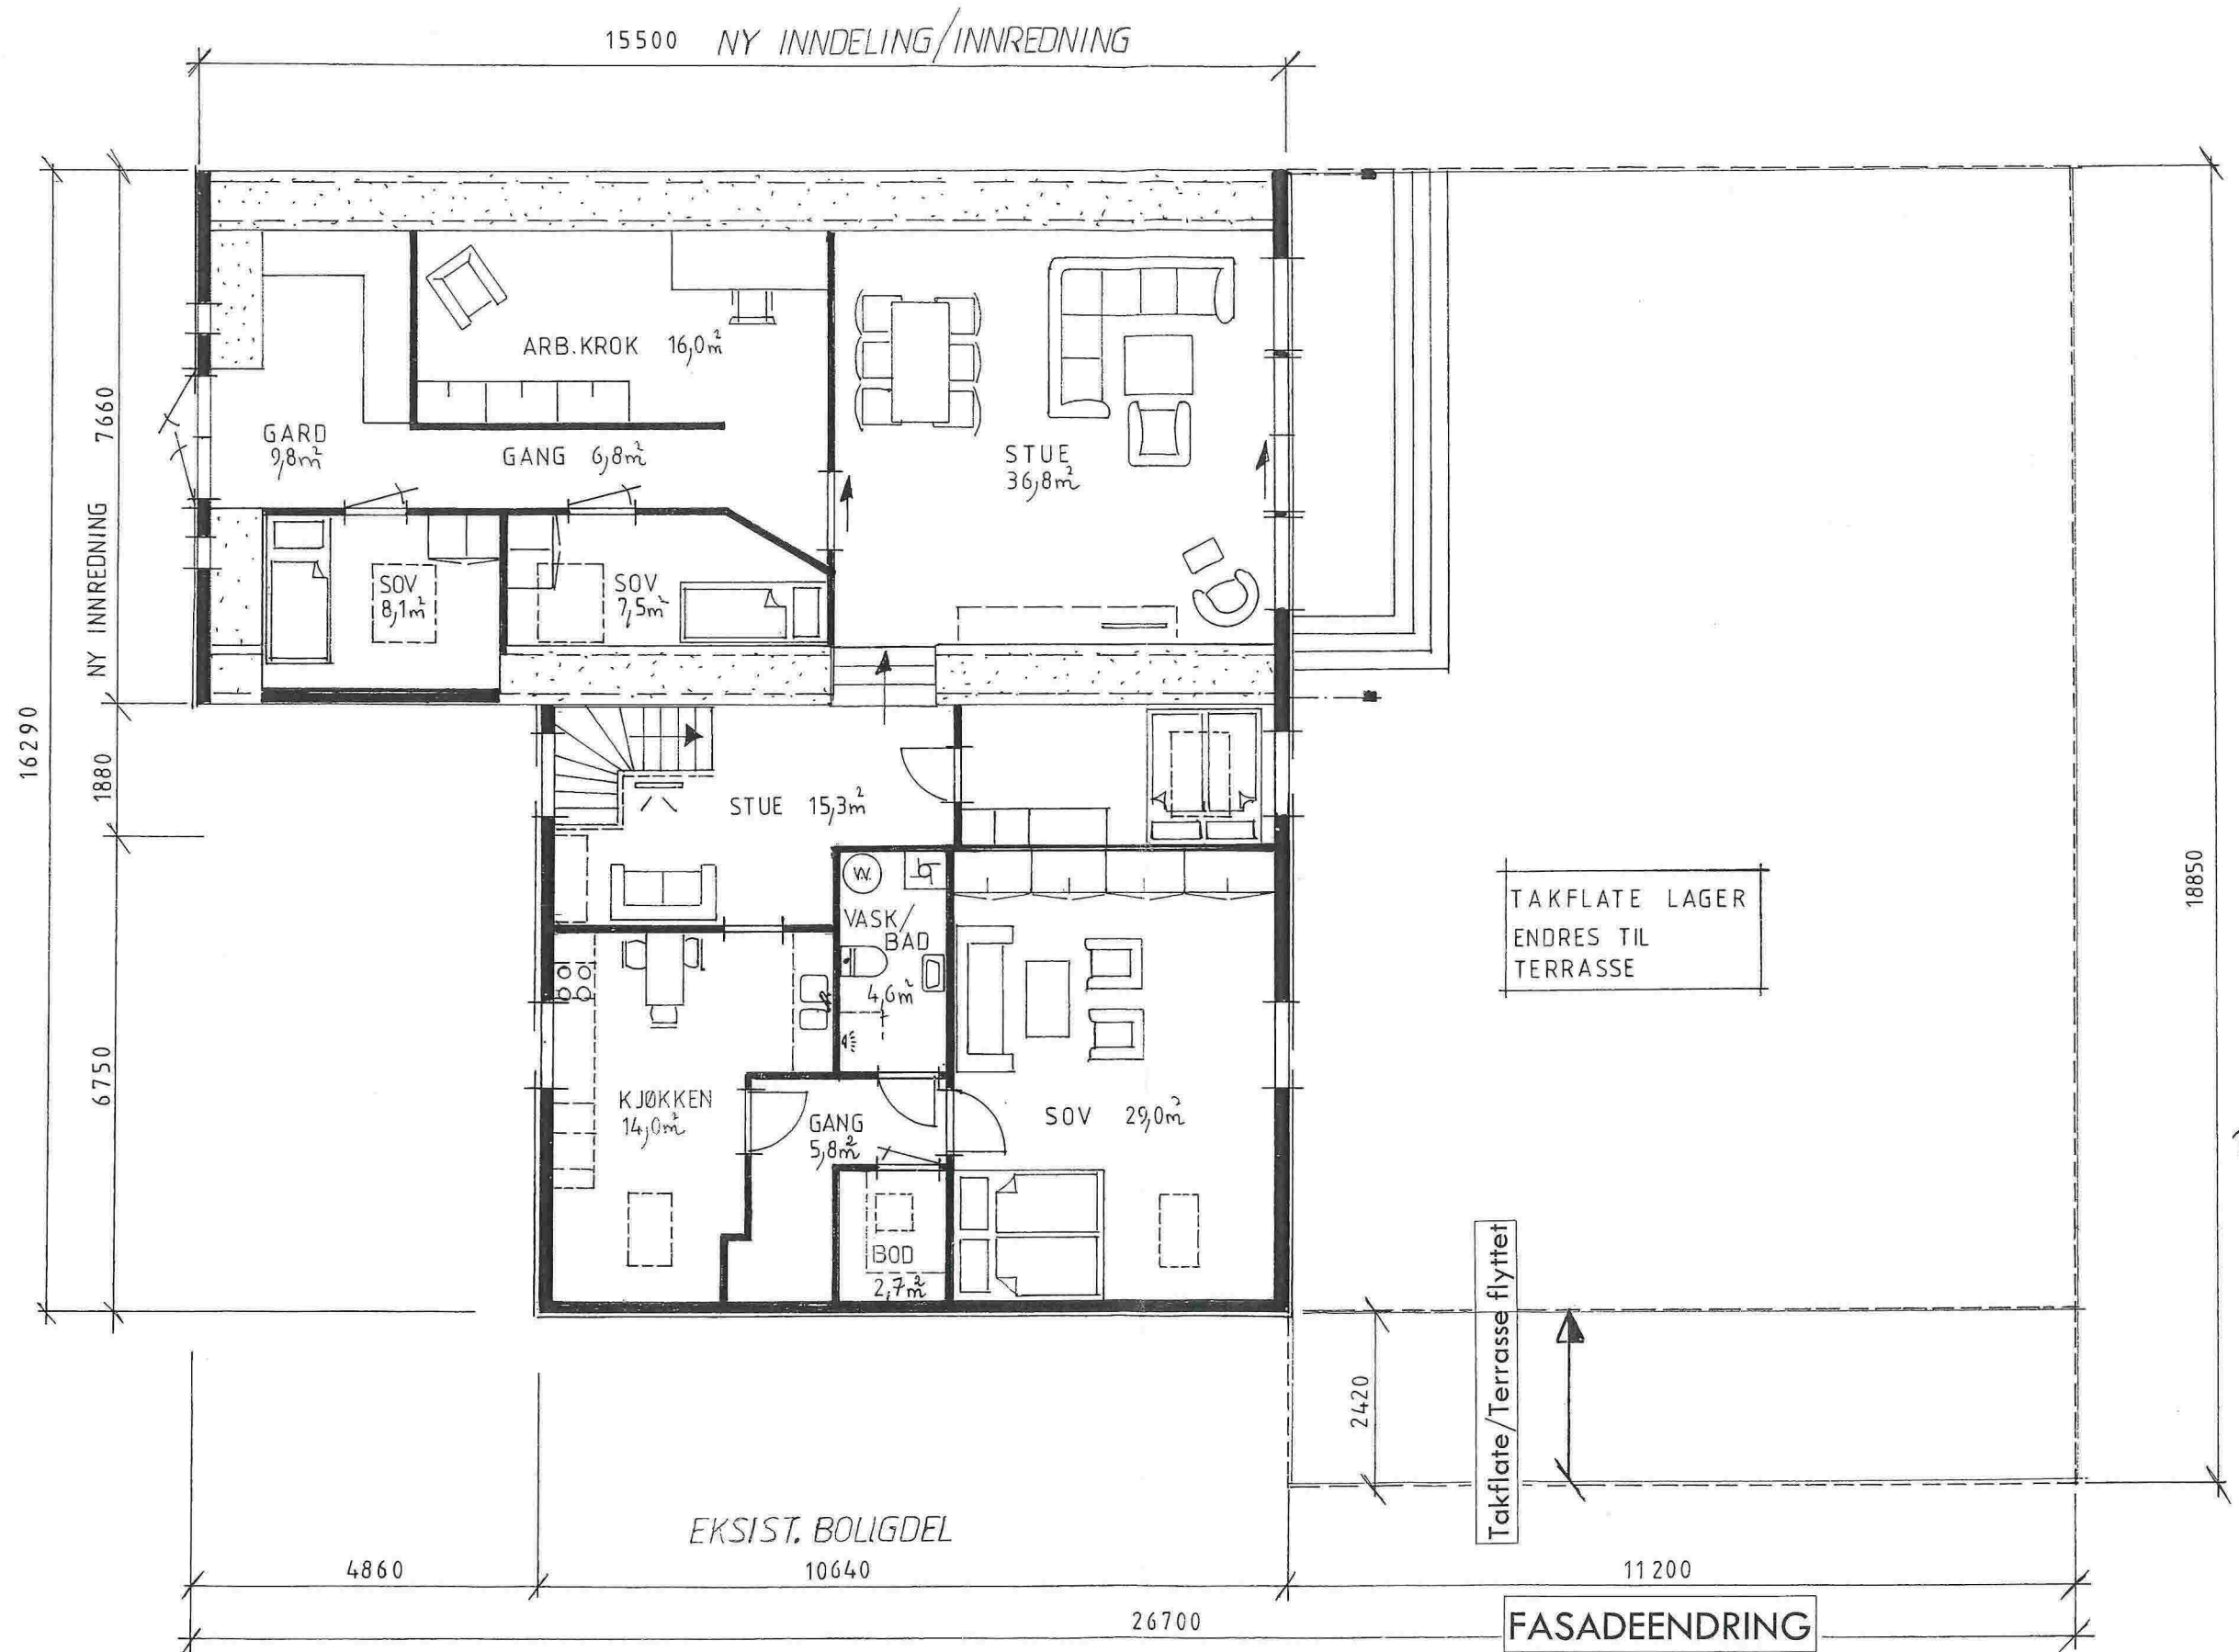 15500 NY INNDELING/INNREDNING
16290
7660
NY INNREDNING
1880
6750
ARB.KROK 16,0m²
GARD
9,8m²
GANG 6,8m²
STUE
36,8m²
SOV
8,1m²
SOV
7,5m²
STUE 15,3m²
W.
VASK/
BAD
4,6m²
KJØKKEN
14,0m²
GANG
5,8m²
SOV 29,0m²
BOD
2,7m²
TAKFLATE LAGER
ENDRES TIL
TERRASSE
18850
Takflate/Terrasse flyttet
2420
EKSIST. BOLIGDEL
4860
10640
11200
26700
FASADEENDRING